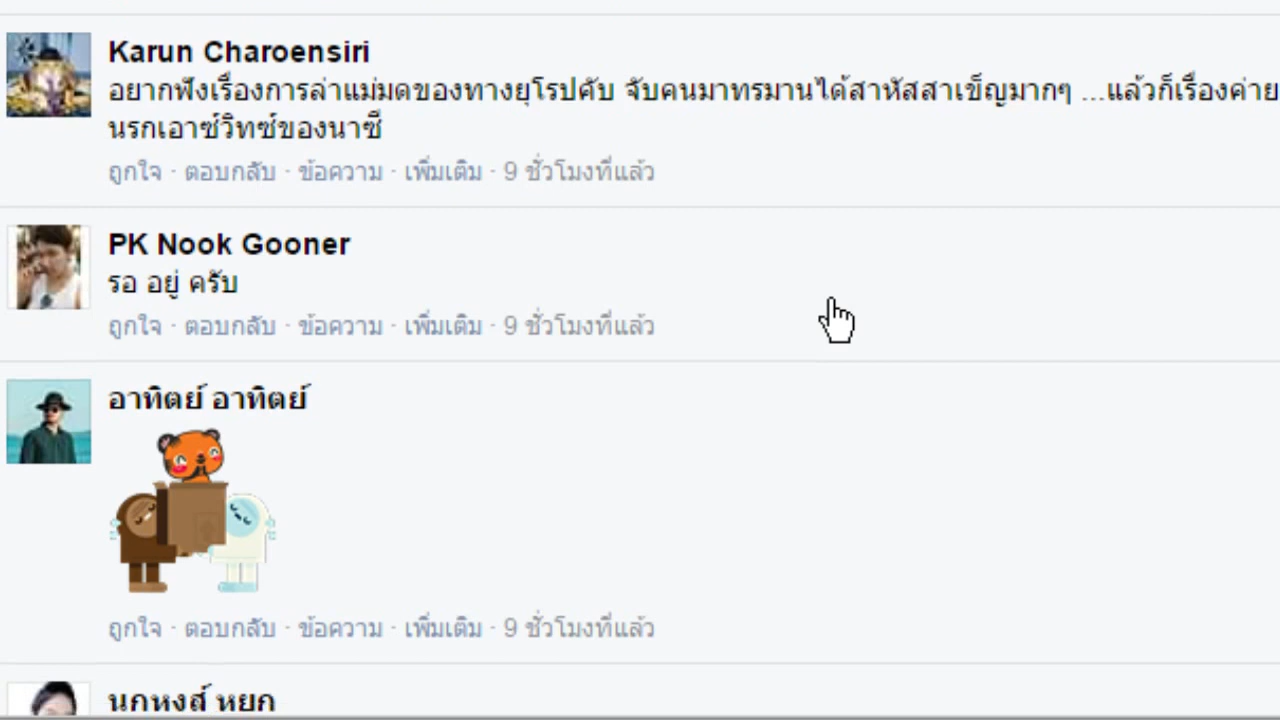 Karun Charoensiri
อยากฟังเรื่องการล่าแม่มดของทางยุโรปคับ จับคนมาทรมานได้สาหัสสาเข็ญมากๆ ...แล้วก็เรื่องค่าย
นรกเอาซ์วิทซ์ของนาซี
ถูกใจ · ตอบกลับ · ข้อความ · เพิ่มเติม · 9 ชั่วโมงที่แล้ว
PK Nook Gooner
รอ อยู่ ครับ
ถูกใจ · ตอบกลับ · ข้อความ · เพิ่มเติม · 9 ชั่วโมงที่แล้ว
อาทิตย์ อาทิตย์
ถูกใจ · ตอบกลับ · ข้อความ · เพิ่มเติม · 9 ชั่วโมงที่แล้ว
นกหงส์ หยก